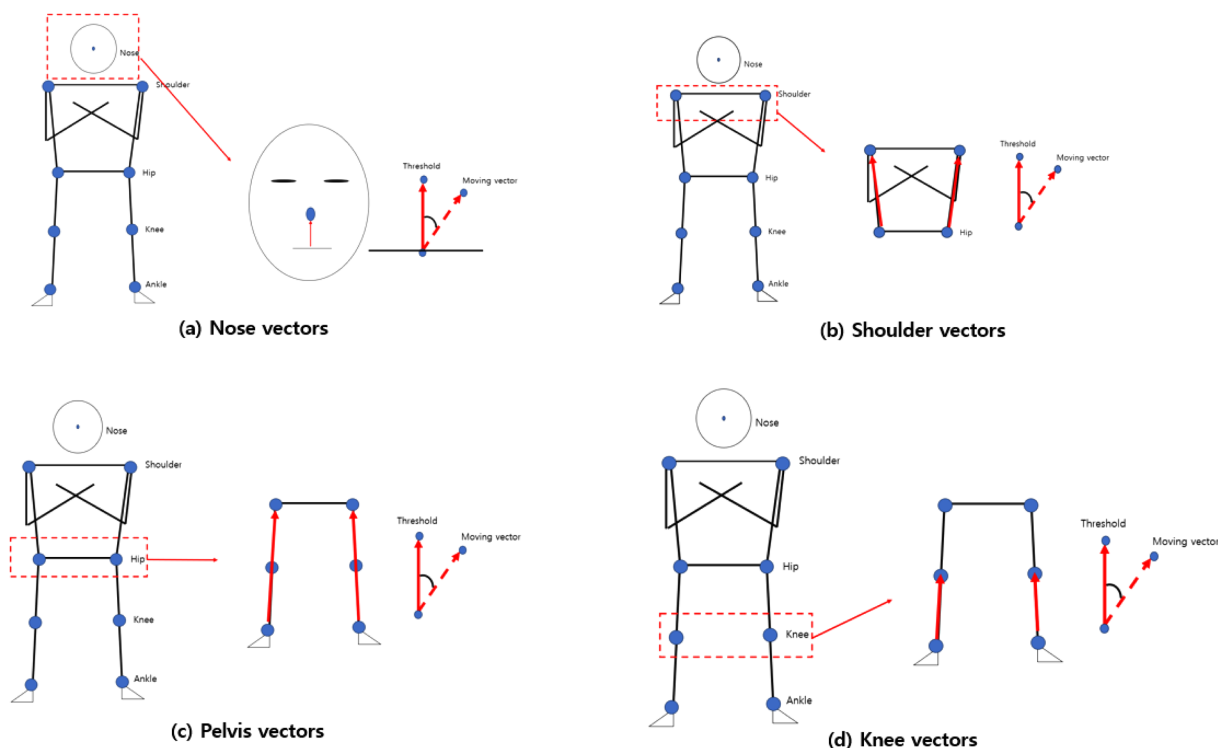 Nose
Shoulder
Hip
Knee
Ankle
Threshold
Moving vector
(a) Nose vectors
Nose
Shoulder
Hip
Knee
Ankle
Threshold
Moving vector
Hip
(b) Shoulder vectors
Nose
Shoulder
Hip
Knee
Ankle
Threshold
Moving vector
(c) Pelvis vectors
Nose
Shoulder
Hip
Knee
Ankle
Threshold
Moving vector
(d) Knee vectors